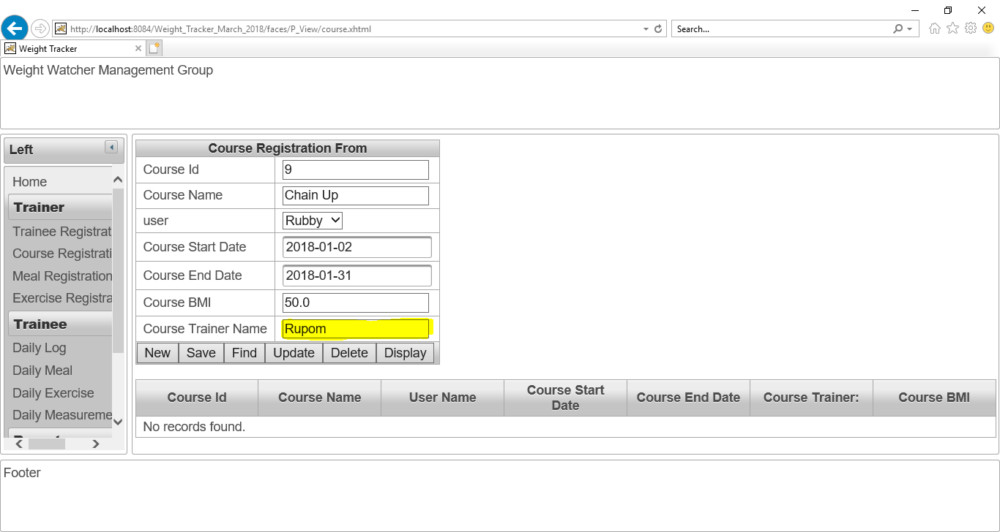 http://localhost:8084/Weight_Tracker_March_2018/faces/P_View/course.xhtml
Search...
Weight Tracker
Weight Watcher Management Group
Left
Home
Trainer
Trainee Registrat
Course Registrati
Meal Registration
Exercise Registra
Trainee
Daily Log
Daily Meal
Daily Exercise
Daily Measureme
Course Registration From
Course Id 9
Course Name Chain Up
user Rubby
Course Start Date 2018-01-02
Course End Date 2018-01-31
Course BMI 50.0
Course Trainer Name Rupom
New Save Find Update Delete Display
Course Id Course Name User Name Course Start Date Course End Date Course Trainer: Course BMI
No records found.
Footer